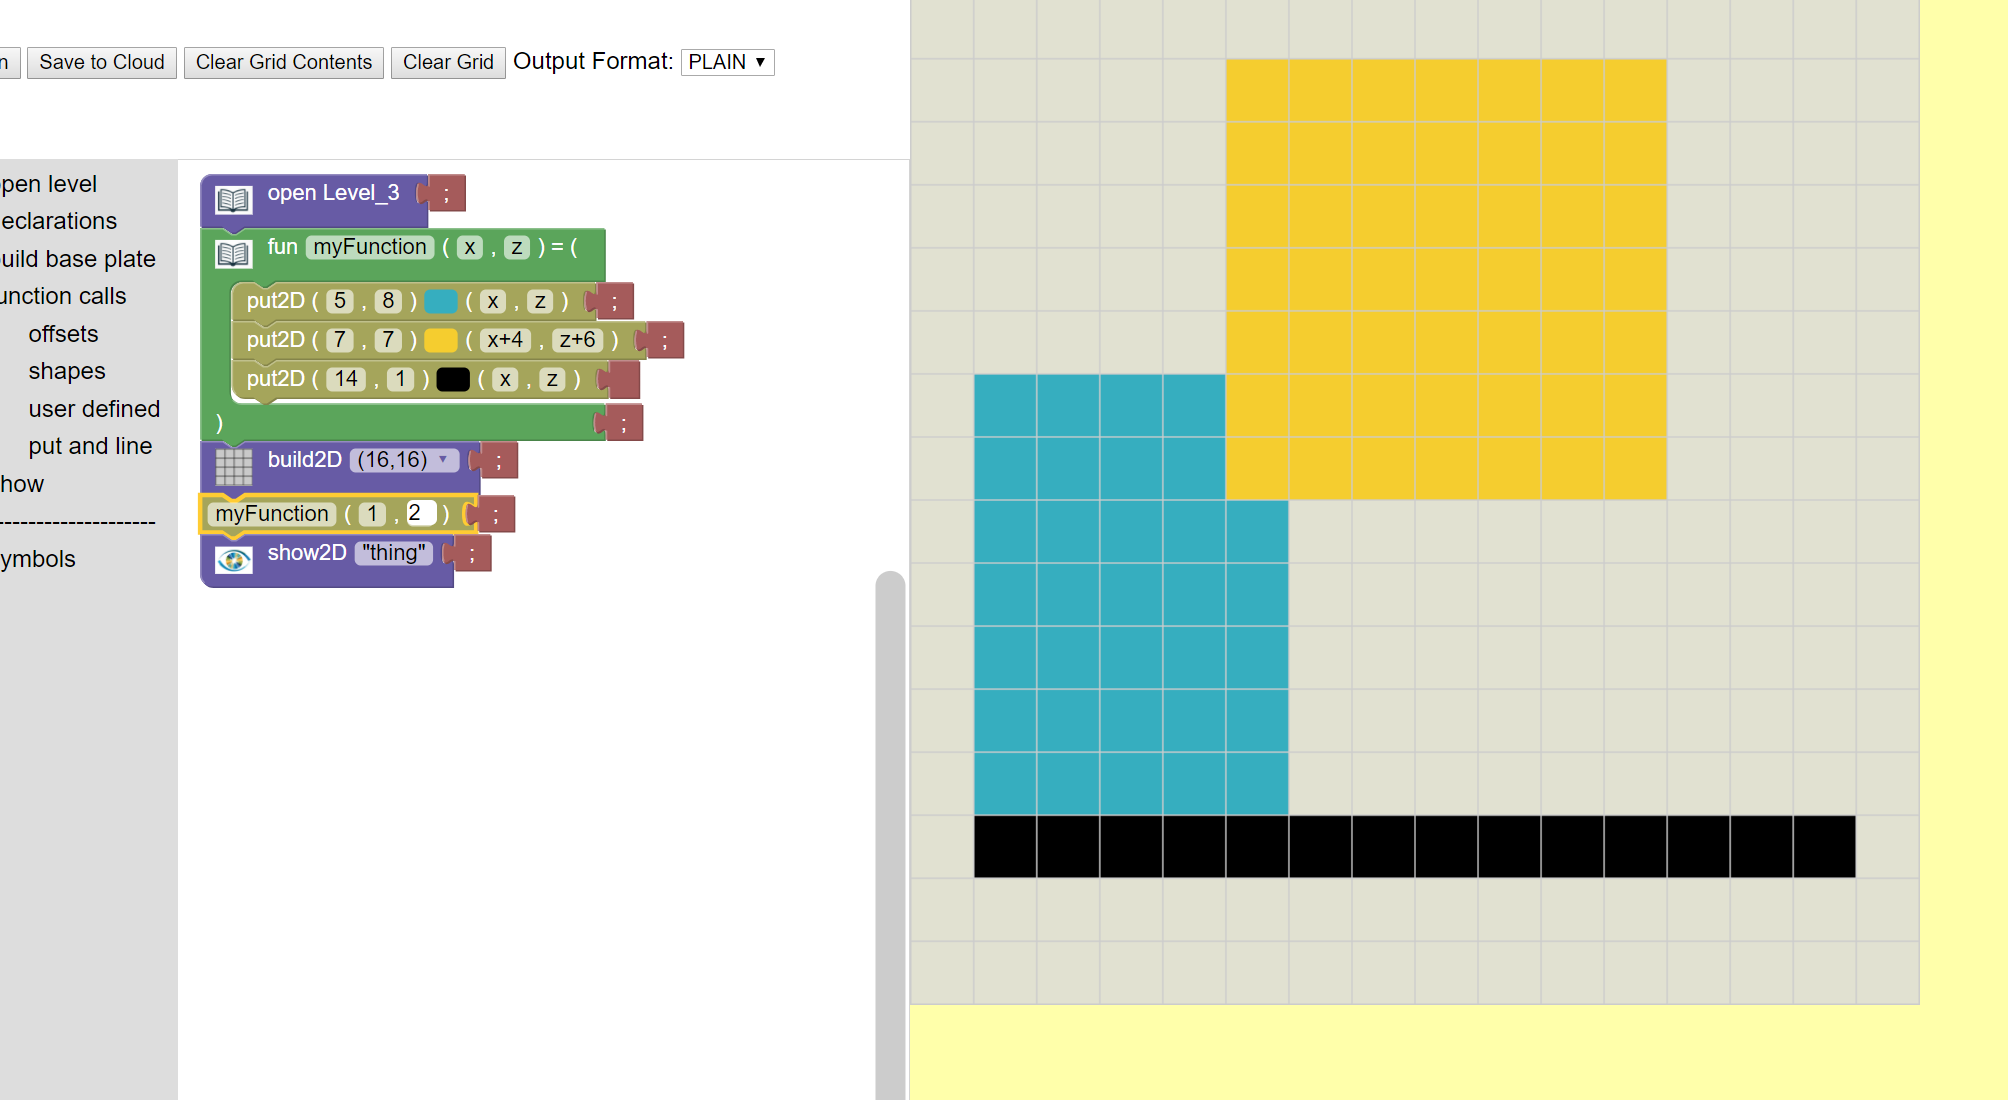 n Save to Cloud Clear Grid Contents Clear Grid Output Format: PLAIN ▼
pen level
eclarations
uild base plate
unction calls
offsets
shapes
user defined
put and line
how
---------------------
ymbols
open Level_3 ;
fun myFunction ( x , z ) = (
put2D ( 5 , 8 ) ( x , z ) ;
put2D ( 7 , 7 ) ( x+4 , z+6 ) ;
put2D ( 14 , 1 ) ( x , z )
) ;
build2D (16,16) ▼ ;
myFunction ( 1 , 2 ) ;
show2D "thing" ;